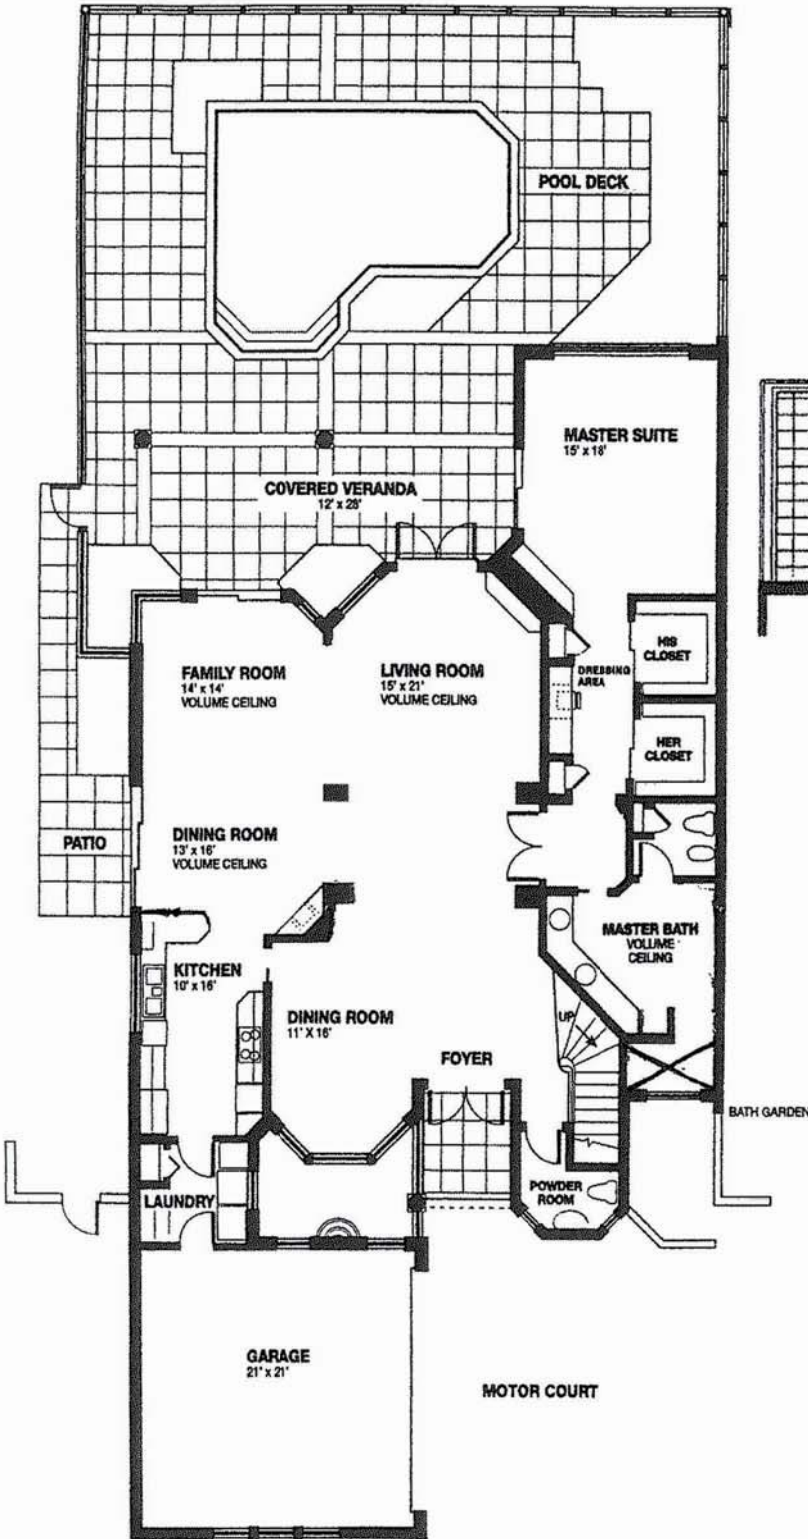 POOL DECK
MASTER SUITE
15' x 18'
COVERED VERANDA
12' x 28'
FAMILY ROOM
14' x 14'
VOLUME CEILING
LIVING ROOM
15' x 21'
VOLUME CEILING
DRESSING
AREA
HIS
CLOSET
HER
CLOSET
PATIO
DINING ROOM
13' x 16'
VOLUME CEILING
MASTER BATH
VOLUME
CEILING
KITCHEN
10' x 16'
DINING ROOM
11' X 16'
UP
FOYER
BATH GARDEN
LAUNDRY
POWDER
ROOM
GARAGE
21' x 21'
MOTOR COURT